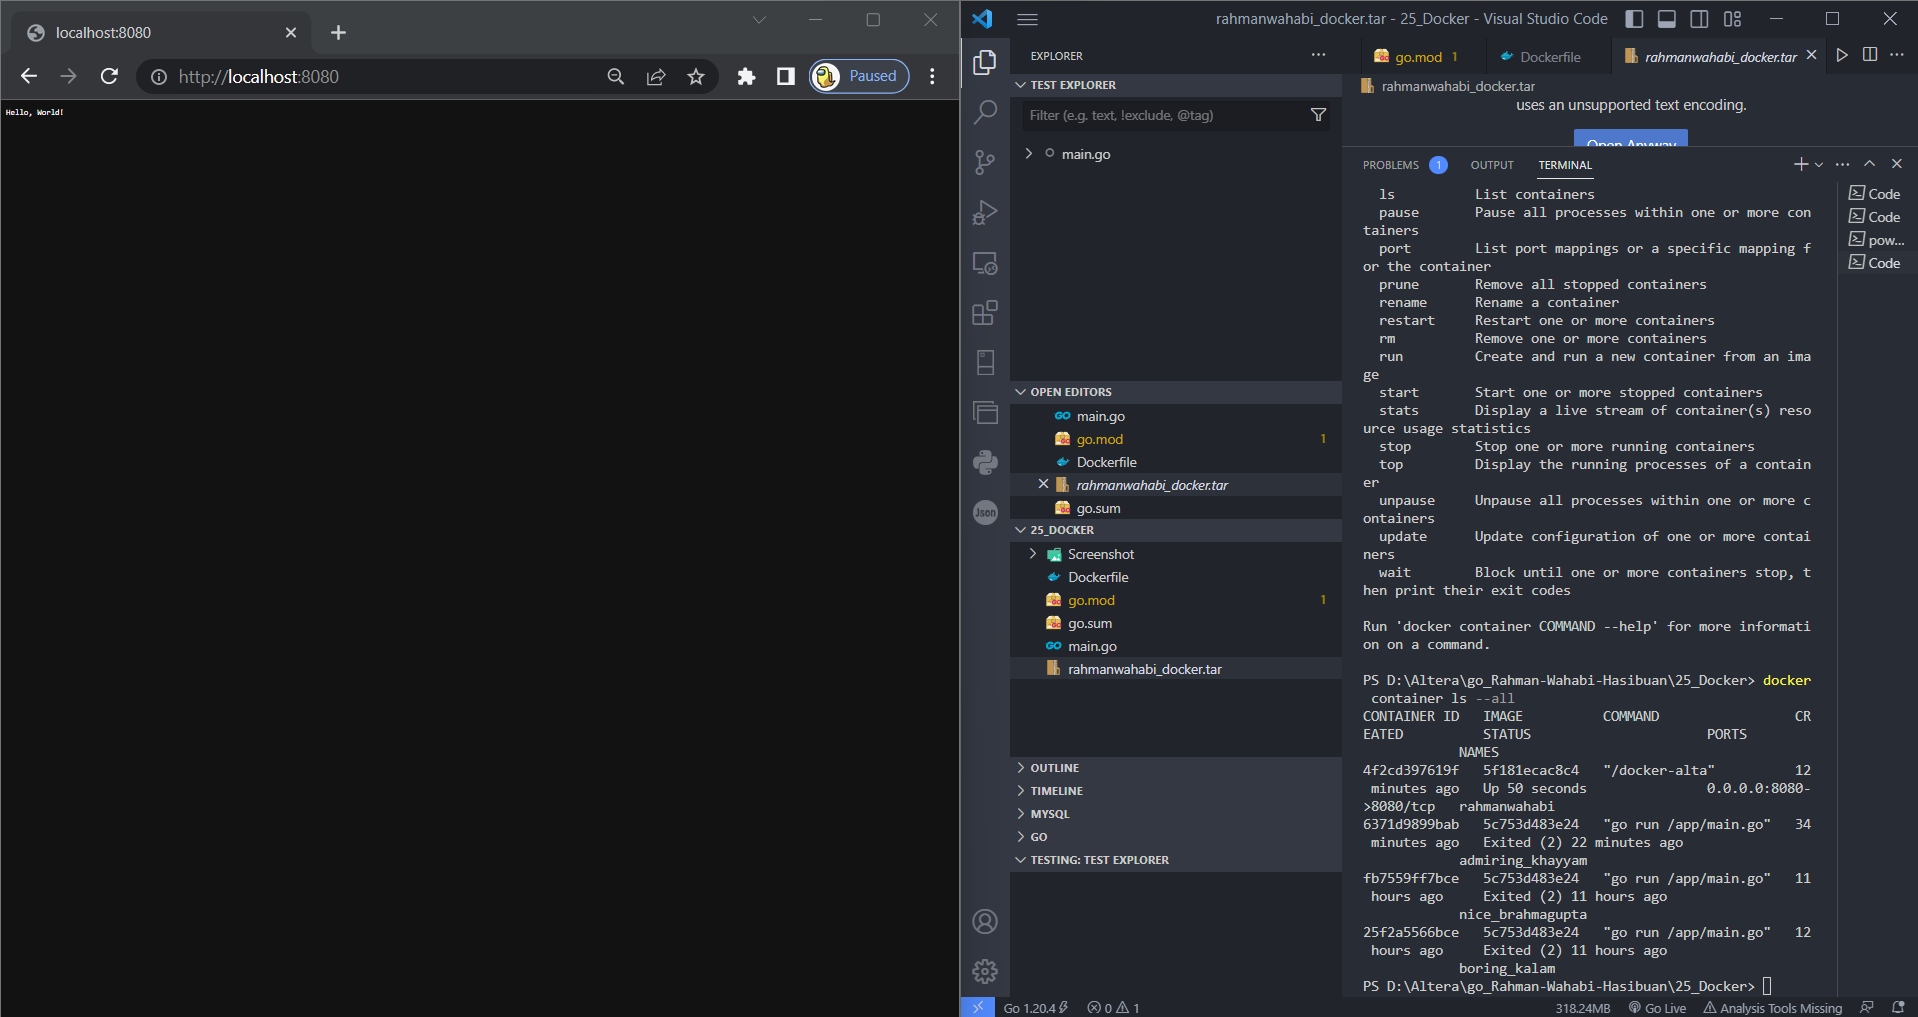 localhost:8080
http://localhost:8080
Paused
Hello, World!
rahmanwahabi_docker.tar - 25_Docker - Visual Studio Code
EXPLORER
TEST EXPLORER
Filter (e.g. text, !exclude, @tag)
main.go
OPEN EDITORS
main.go
go.mod 1
Dockerfile
rahmanwahabi_docker.tar
go.sum
25_DOCKER
Screenshot
Dockerfile
go.mod 1
go.sum
main.go
rahmanwahabi_docker.tar
OUTLINE
TIMELINE
MYSQL
GO
TESTING: TEST EXPLORER
Json
go.mod 1
Dockerfile
rahmanwahabi_docker.tar
rahmanwahabi_docker.tar
uses an unsupported text encoding.
Open Anyway
PROBLEMS 1 OUTPUT TERMINAL
ls List containers
pause Pause all processes within one or more con
tainers
port List port mappings or a specific mapping f
or the container
prune Remove all stopped containers
rename Rename a container
restart Restart one or more containers
rm Remove one or more containers
run Create and run a new container from an ima
ge
start Start one or more stopped containers
stats Display a live stream of container(s) reso
urce usage statistics
stop Stop one or more running containers
top Display the running processes of a contain
er
unpause Unpause all processes within one or more c
ontainers
update Update configuration of one or more contai
ners
wait Block until one or more containers stop, t
hen print their exit codes
Run 'docker container COMMAND --help' for more informati
on on a command.
PS D:\Altera\go_Rahman-Wahabi-Hasibuan\25_Docker> docker
container ls --all
CONTAINER ID IMAGE COMMAND CR
EATED STATUS PORTS
NAMES
4f2cd397619f 5f181ecac8c4 "/docker-alta" 12
minutes ago Up 50 seconds 0.0.0.0:8080-
>8080/tcp rahmanwahabi
6371d9899bab 5c753d483e24 "go run /app/main.go" 34
minutes ago Exited (2) 22 minutes ago
admiring_khayyam
fb7559ff7bce 5c753d483e24 "go run /app/main.go" 11
hours ago Exited (2) 11 hours ago
nice_brahmagupta
25f2a5566bce 5c753d483e24 "go run /app/main.go" 12
hours ago Exited (2) 11 hours ago
boring_kalam
PS D:\Altera\go_Rahman-Wahabi-Hasibuan\25_Docker>
Code
Code
pow...
Code
Go 1.20.4 0 1 318.24MB Go Live Analysis Tools Missing